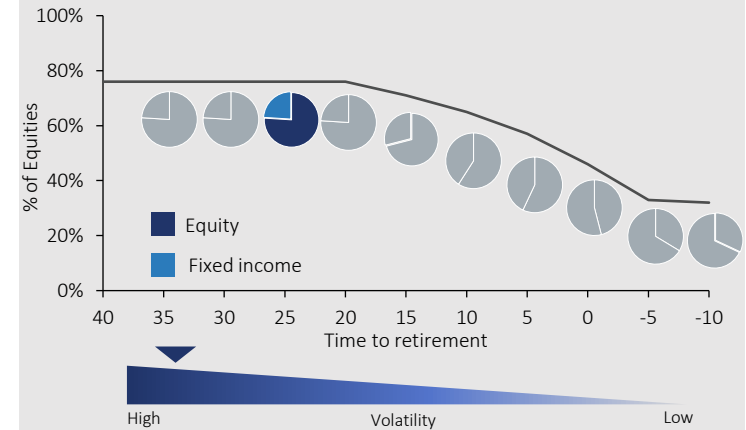 100%
80%
60%
40%
20%
0%
% of Equities
Equity
Fixed income
40 35 30 25 20 15 10 5 0 -5 -10
Time to retirement
High Volatility Low